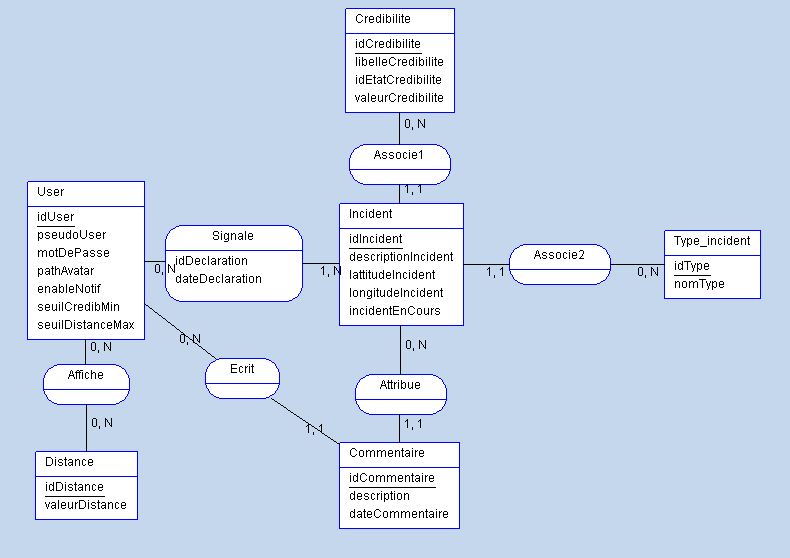 Credibilite
idCredibilite
libelleCredibilite
idEtatCredibilite
valeurCredibilite
0, N
Associe1
1, 1
User
idUser
pseudoUser
motDePasse
pathAvatar
enableNotif
seuilCredibMin
seuilDistanceMax
0, N
Signale
idDeclaration
dateDeclaration
1, N
Incident
idIncident
descriptionIncident
lattitudeIncident
longitudeIncident
incidentEnCours
1, 1
Associe2
0, N
Type_incident
idType
nomType
0, N
Affiche
0, N
Distance
idDistance
valeurDistance
0, N
Ecrit
1, 1
0, N
Attribue
1, 1
Commentaire
idCommentaire
description
dateCommentaire